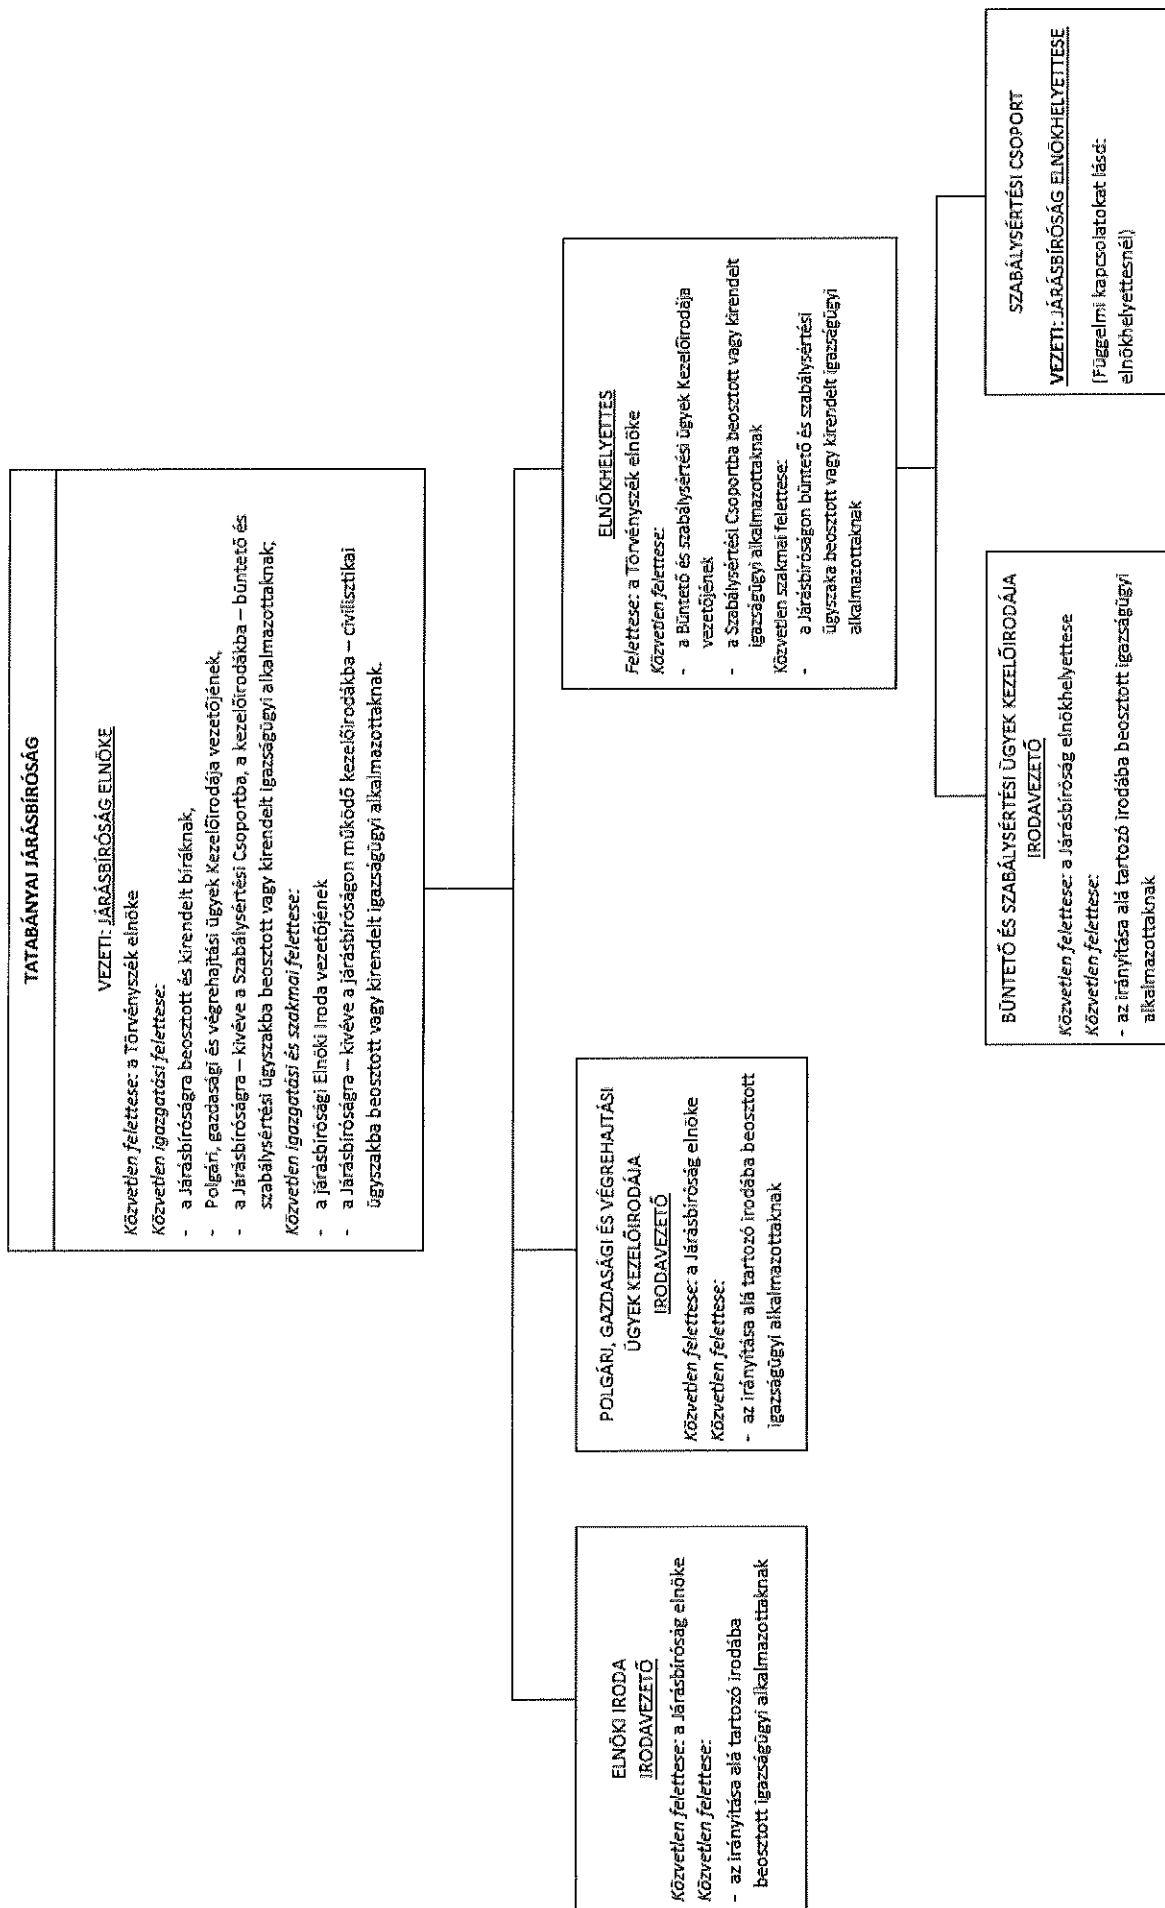 TATABÁNYAI JÁRÁSBÍRÓSÁG
VEZETI: JÁRÁSBÍRÓSÁG ELNÖKE
Közvetlen felettese: a Törvényszék elnöke
Közvetlen igazgatási felettese:
- a Járásbíróságra beosztott és kirendelt bíráknak,
- Polgári, gazdasági és végrehajtási ügyek Kezelőirodája vezetőjének,
- a Járásbíróságra – kivéve a Szabálysértési Csoportba, a kezelőirodákba – büntető és
szabálysértési ügyszakba beosztott vagy kirendelt igazságügyi alkalmazottaknak;
Közvetlen igazgatási és szakmai felettese:
- a járásbírósági Elnöki Iroda vezetőjének
- a Járásbíróságra – kivéve a járásbíróságon működő kezelőirodákba – civilisztikai
ügyszakba beosztott vagy kirendelt igazságügyi alkalmazottaknak.
ELNÖKI IRODA
IRODAVEZETŐ
Közvetlen felettese: a Járásbíróság elnöke
Közvetlen felettese:
- az irányítása alá tartozó irodába
beosztott igazságügyi alkalmazottaknak
POLGÁRI, GAZDASÁGI ÉS VÉGREHAJTÁSI
ÜGYEK KEZELŐIRODÁJA
IRODAVEZETŐ
Közvetlen felettese: a Járásbíróság elnöke
Közvetlen felettese:
- az irányítása alá tartozó irodába beosztott
igazságügyi alkalmazottaknak
ELNÖKHELYETTES
Felettese: a Törvényszék elnöke
Közvetlen felettese:
- a Büntető és szabálysértési ügyek Kezelőirodája
vezetőjének
- a Szabálysértési Csoportba beosztott vagy kirendelt
igazságügyi alkalmazottaknak
Közvetlen szakmai felettese:
- a Járásbíróságon büntető és szabálysértési
ügyszaka beosztott vagy kirendelt igazságügyi
alkalmazottaknak
BÜNTETŐ ÉS SZABÁLYSÉRTÉSI ÜGYEK KEZELŐIRODÁJA
IRODAVEZETŐ
Közvetlen felettese: a Járásbíróság elnökhelyettese
Közvetlen felettese:
- az irányítása alá tartozó irodába beosztott igazságügyi
alkalmazottaknak
SZABÁLYSÉRTÉSI CSOPORT
VEZETI: JÁRÁSBÍRÓSÁG ELNÖKHELYETTESE
(Függelmi kapcsolatokat lásd:
elnökhelyettesnél)